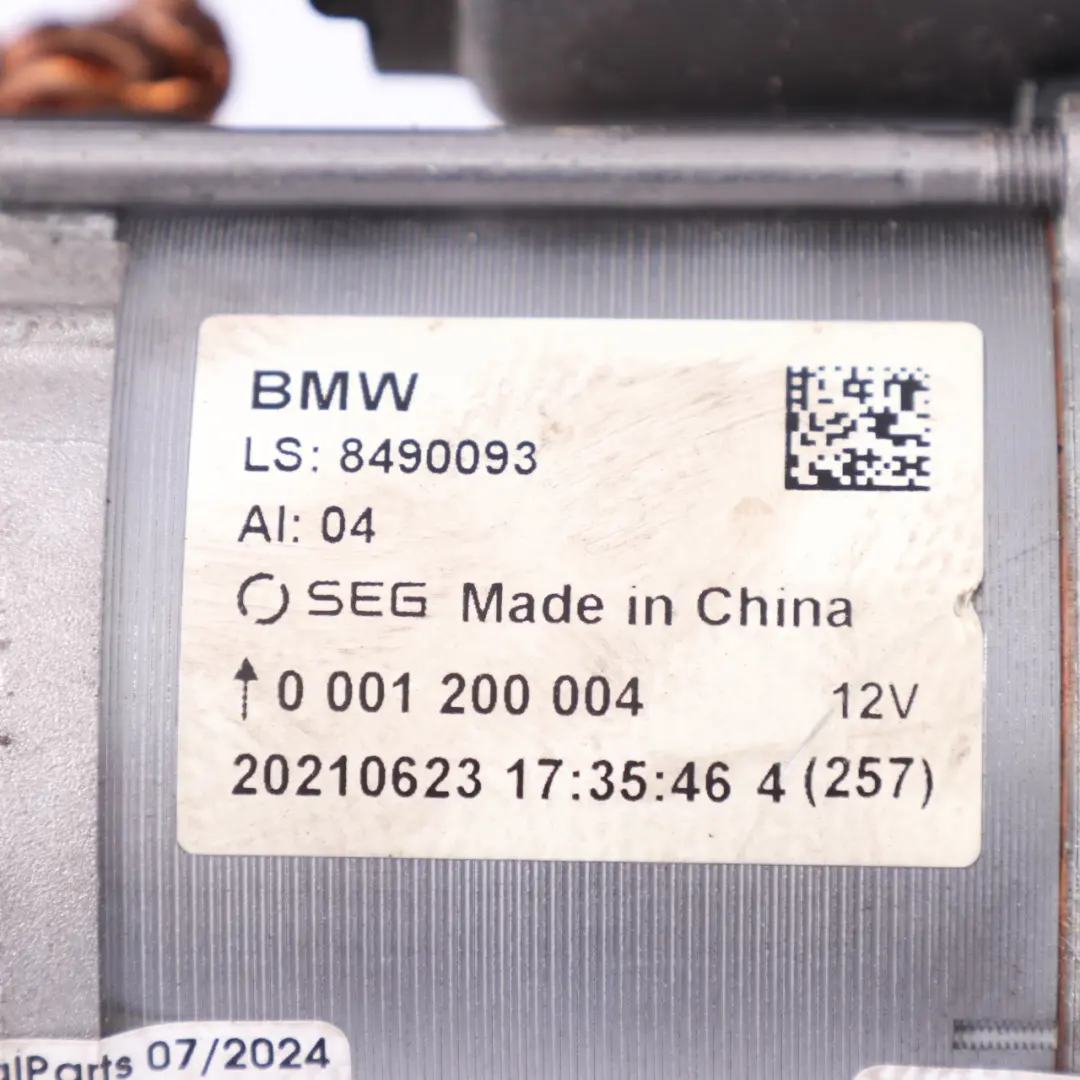 BMW
LS: 8490093
AI: 04
SEG Made in China
↑ 0 001 200 004 12V
20210623 17:35:46 4 (257)
alParts 07/2024